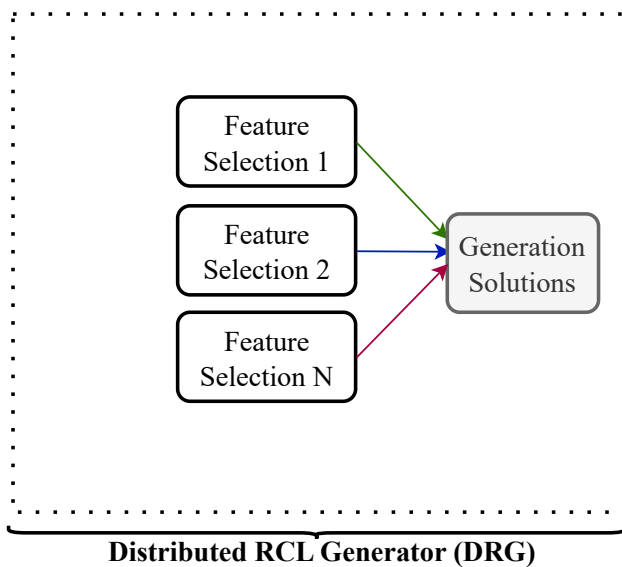 Feature
Selection 1
Feature
Selection 2
Feature
Selection N
Generation
Solutions
Distributed RCL Generator (DRG)